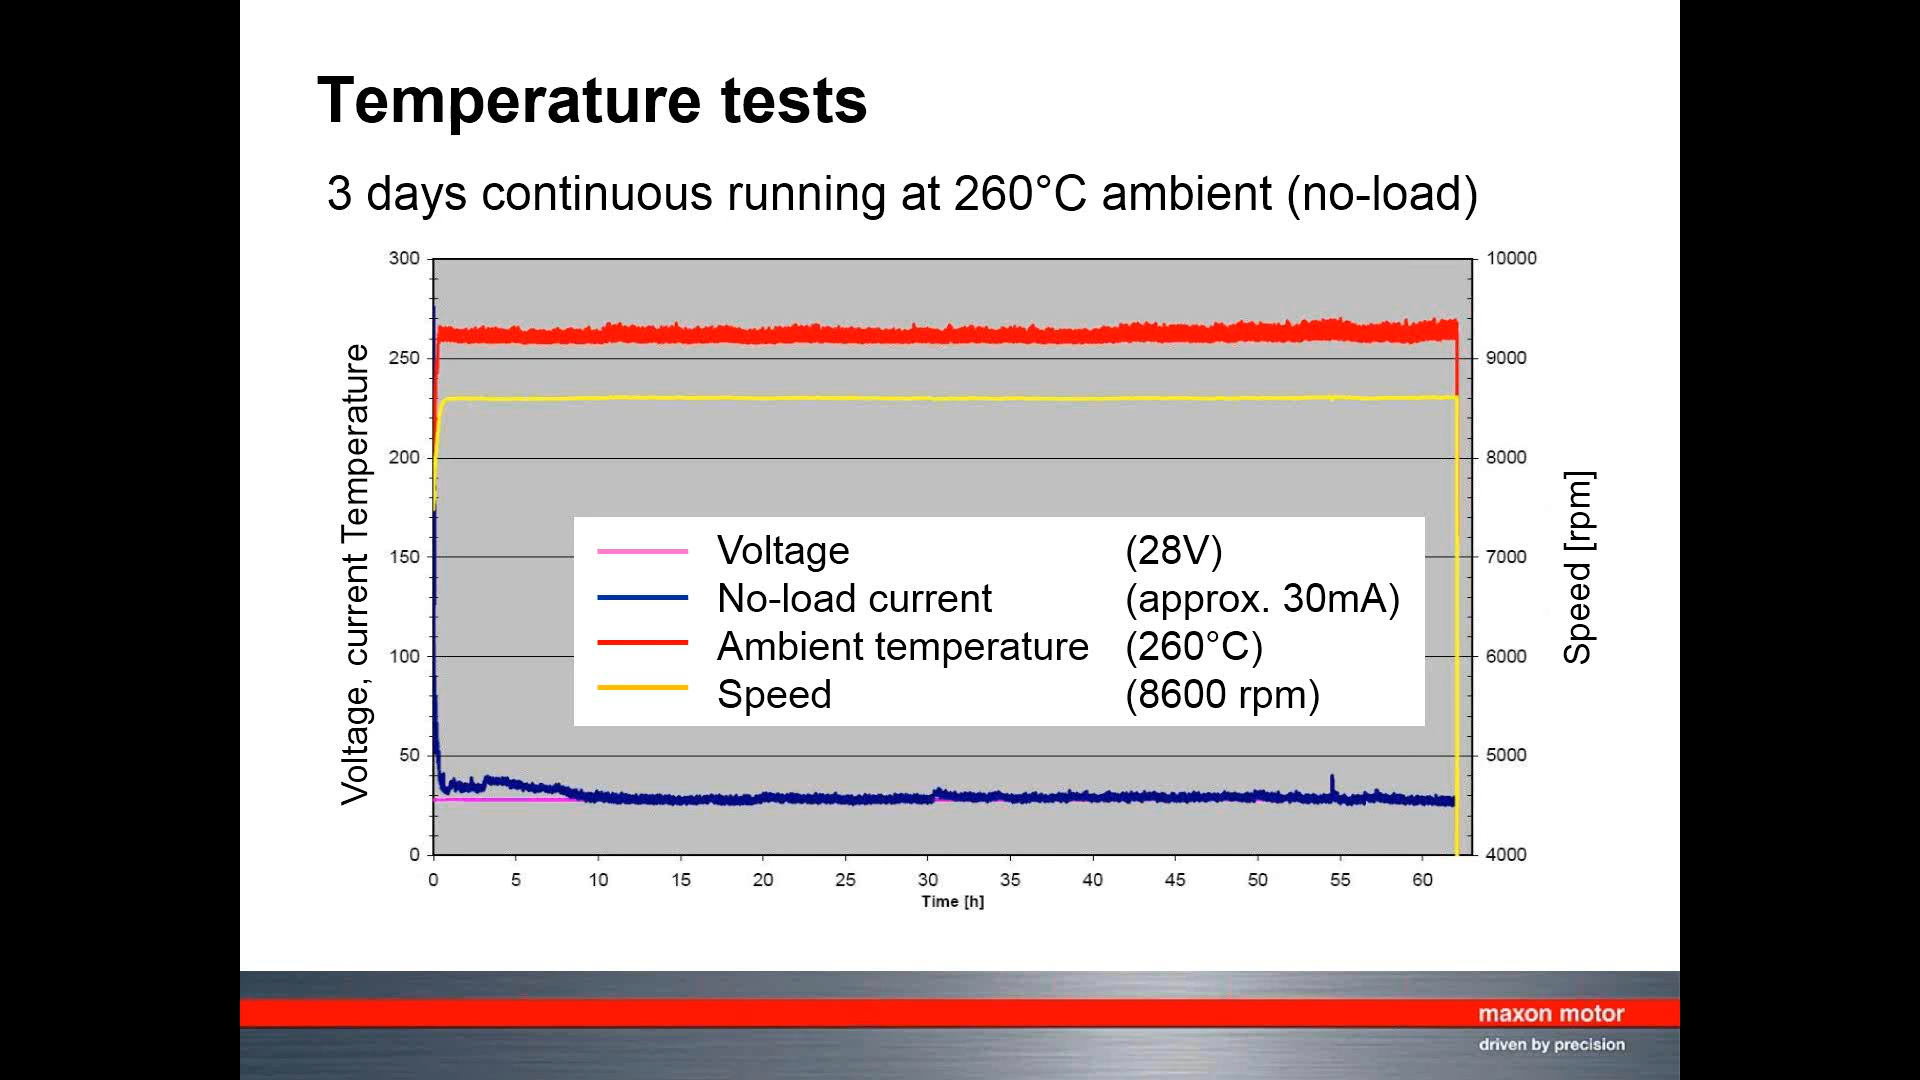 Temperature tests
3 days continuous running at 260°C ambient (no-load)
Voltage, current Temperature
300
250
200
150
100
50
0
Voltage (28V)
No-load current (approx. 30mA)
Ambient temperature (260°C)
Speed (8600 rpm)
10000
9000
8000
7000
6000
5000
4000
Speed [rpm]
0 5 10 15 20 25 30 35 40 45 50 55 60
Time [h]
maxon motor
driven by precision